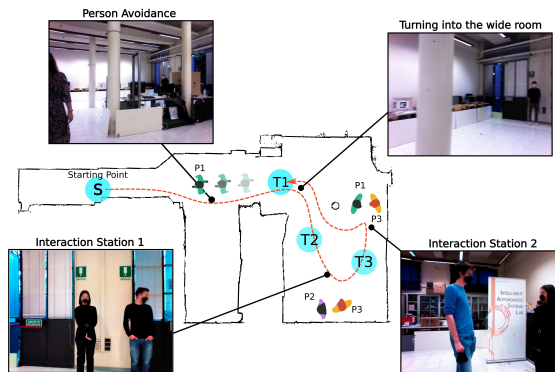 Person Avoidance
Turning into the wide room
P1
Starting Point
S
T1
P1
P3
T2
T3
Interaction Station 1
Interaction Station 2
P2
P3
INTELLIGENT
AUTONOMOUS
SYSTEMS
LAB